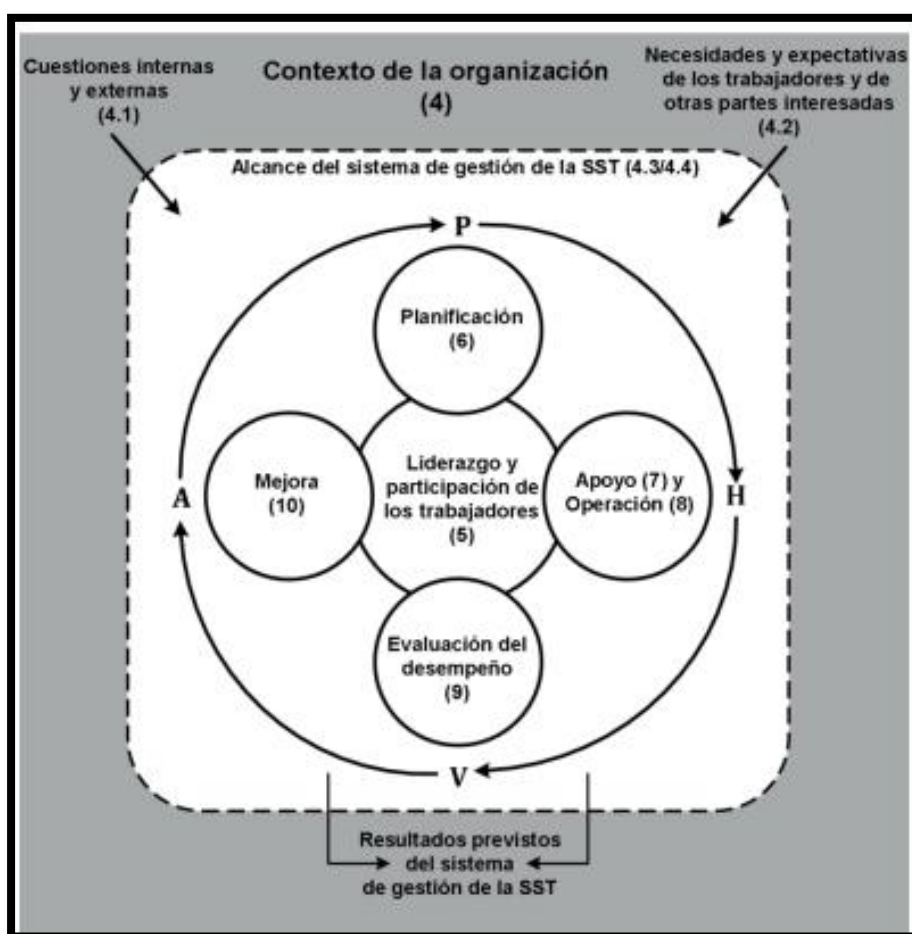 Cuestiones internas
y externas
(4.1)
Contexto de la organización
(4)
Necesidades y expectativas
de los trabajadores y de
otras partes interesadas
(4.2)
Alcance del sistema de gestión de la SST (4.3/4.4)
P
Planificación
(6)
A
Mejora
(10)
Liderazgo y
participación de
los trabajadores
(5)
Apoyo (7) y
Operación (8)
H
Evaluación del
desempeño
(9)
V
Resultados previstos
del sistema
de gestión de la SST